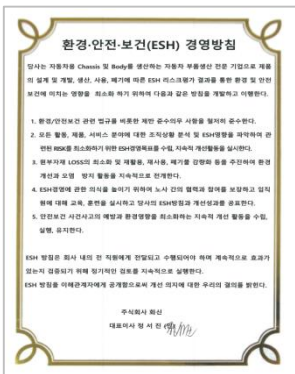 환경·안전·보건(ESH) 경영방침
당사는 자동차용 Chassis 및 Body를 생산하는 자동차 부품생산 전문 기업으로 제품
의 설계 및 개발, 생산, 사용, 폐기에 따른 ESH 리스크평가 결과를 통한 환경 및 안전
보건에 미치는 영향을 최소화 하기 위하여 다음과 같은 방침을 개발하고 이행한다.
1. 환경/안전보건 관련 법규를 비롯한 제반 준수의무 사항을 철저히 준수한다.
2. 모든 활동, 제품, 서비스 분야에 대한 조직상황 분석 및 ESH영향을 파악하여 관
련된 RISK를 최소화하기 위한 ESH경영목표를 수립, 지속적 개선활동을 실시한다.
3. 원부자재 LOSS의 최소화 및 재활용, 재사용, 폐기물 감량화 등을 추진하여 환경
개선과 오염 방지 활동을 지속적으로 전개한다.
4. ESH경영에 관한 의식을 높이기 위하여 노사 간의 협력과 참여를 보장하고 임직
원에 대해 교육, 훈련을 실시하고 당사의 ESH방침과 개선성과를 공표한다.
5. 안전보건 사건사고의 예방과 환경영향을 최소화하는 지속적 개선 활동을 수립,
실행, 유지한다.
ESH 방침은 회사 내의 전 직원에게 전달되고 수행되어야 하며 계속적으로 효과가
있는지 검증되기 위해 정기적인 검토를 지속적으로 실행한다.
ESH 방침을 이해관계자에게 공개함으로써 개선 의지에 대한 우리의 결의를 밝힌다.
주식회사 화신
대표이사 정 서 진